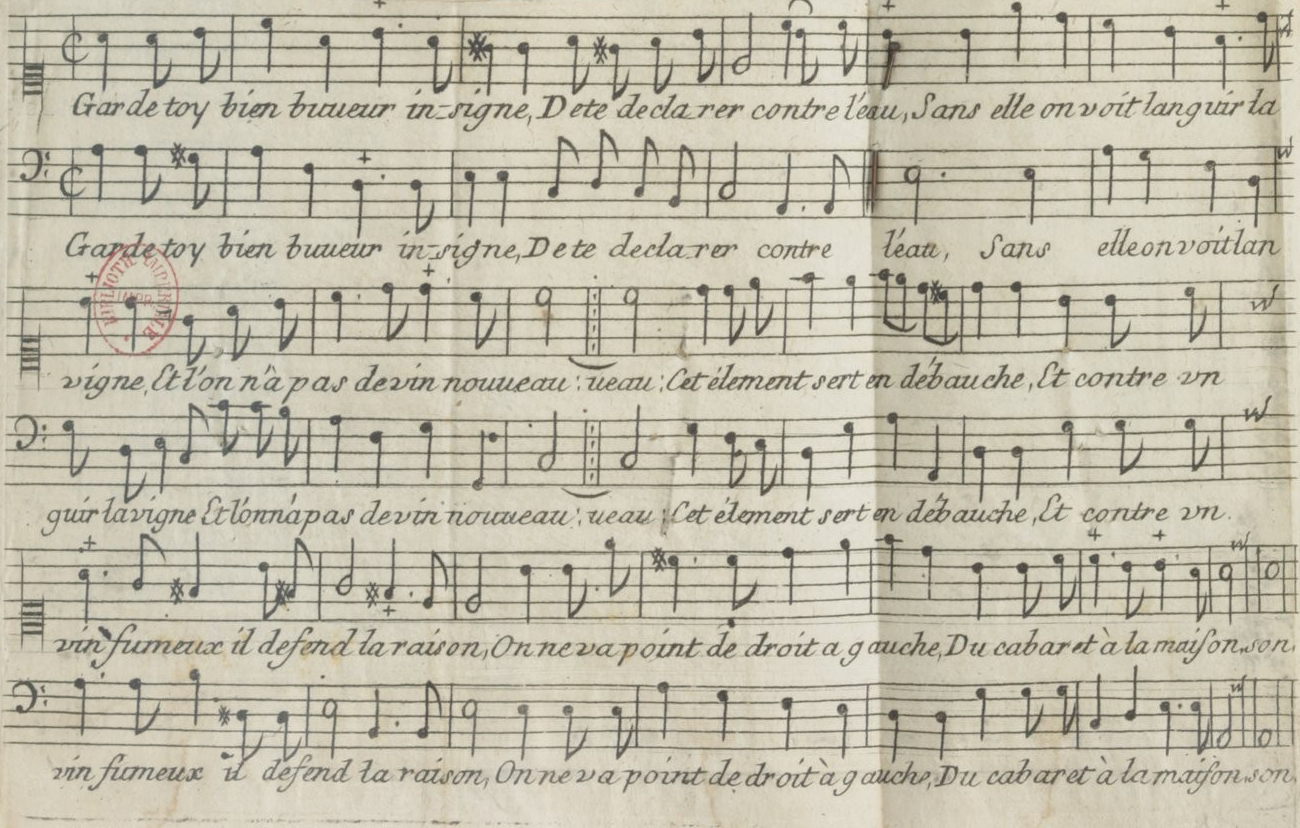 Garde toy bien buueur in=signe, De te declarer contre l'eau, Sans elle on voit languir la
Garde toy bien buueur in=signe, De te declarer contre l'eau, Sans elle on voit lan
BIBLIOTH. IMPÉRIALE
IMPR.
vigne, Et l'on n'a pas de vin nouueau : ueau : Cet élement sert en débauche, Et contre vn
guir la vigne Et l'on n'a pas de vin nouueau : ueau : Cet élement sert en débauche, Et contre vn.
vin fumeux il defend la raison, On ne va point de droit a gauche, Du cabaret à la maison, son.
vin fumeux il defend la raison, On ne va point de droit à gauche, Du cabaret à la maison, son.